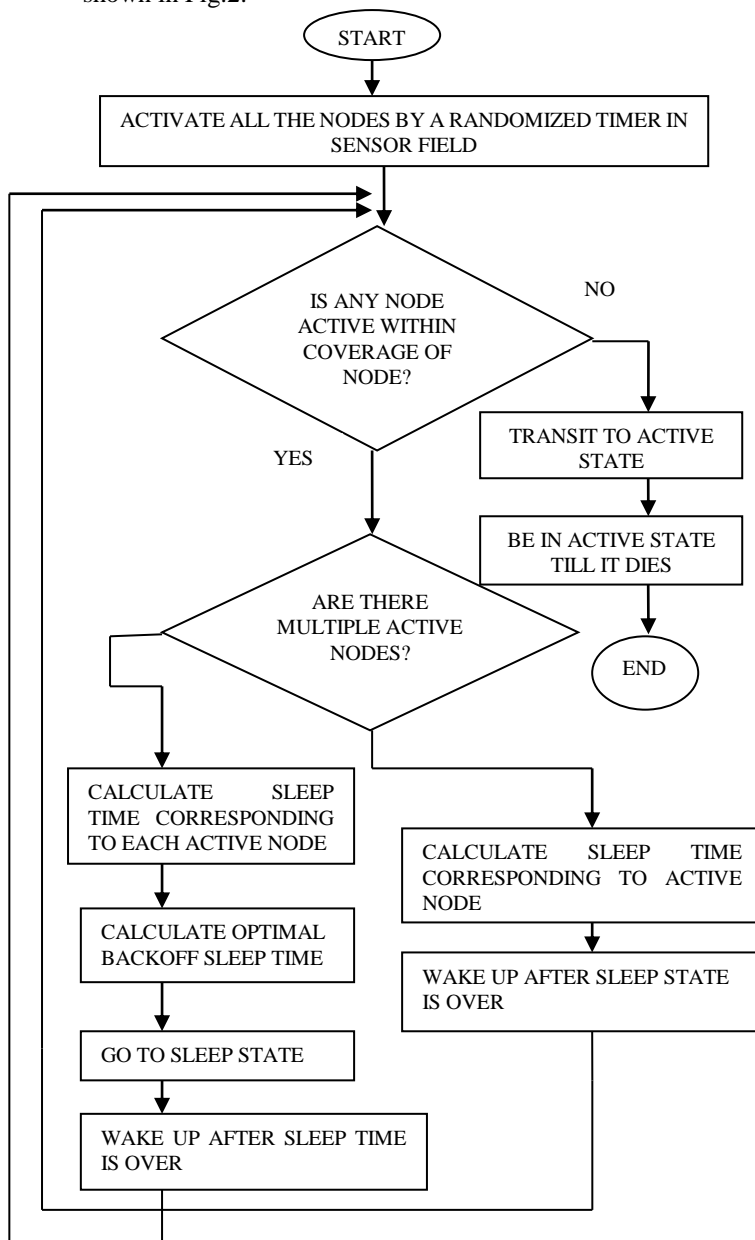 shown in Fig.2.
START
ACTIVATE ALL THE NODES BY A RANDOMIZED TIMER IN
SENSOR FIELD
IS ANY NODE
ACTIVE WITHIN
COVERAGE OF
NODE?
NO
TRANSIT TO ACTIVE
STATE
YES
BE IN ACTIVE STATE
TILL IT DIES
ARE THERE
MULTIPLE ACTIVE
NODES?
END
CALCULATE SLEEP
TIME CORRESPONDING
TO EACH ACTIVE NODE
CALCULATE SLEEP TIME
CORRESPONDING TO ACTIVE
NODE
CALCULATE OPTIMAL
BACKOFF SLEEP TIME
WAKE UP AFTER SLEEP STATE
IS OVER
GO TO SLEEP STATE
WAKE UP AFTER SLEEP TIME
IS OVER